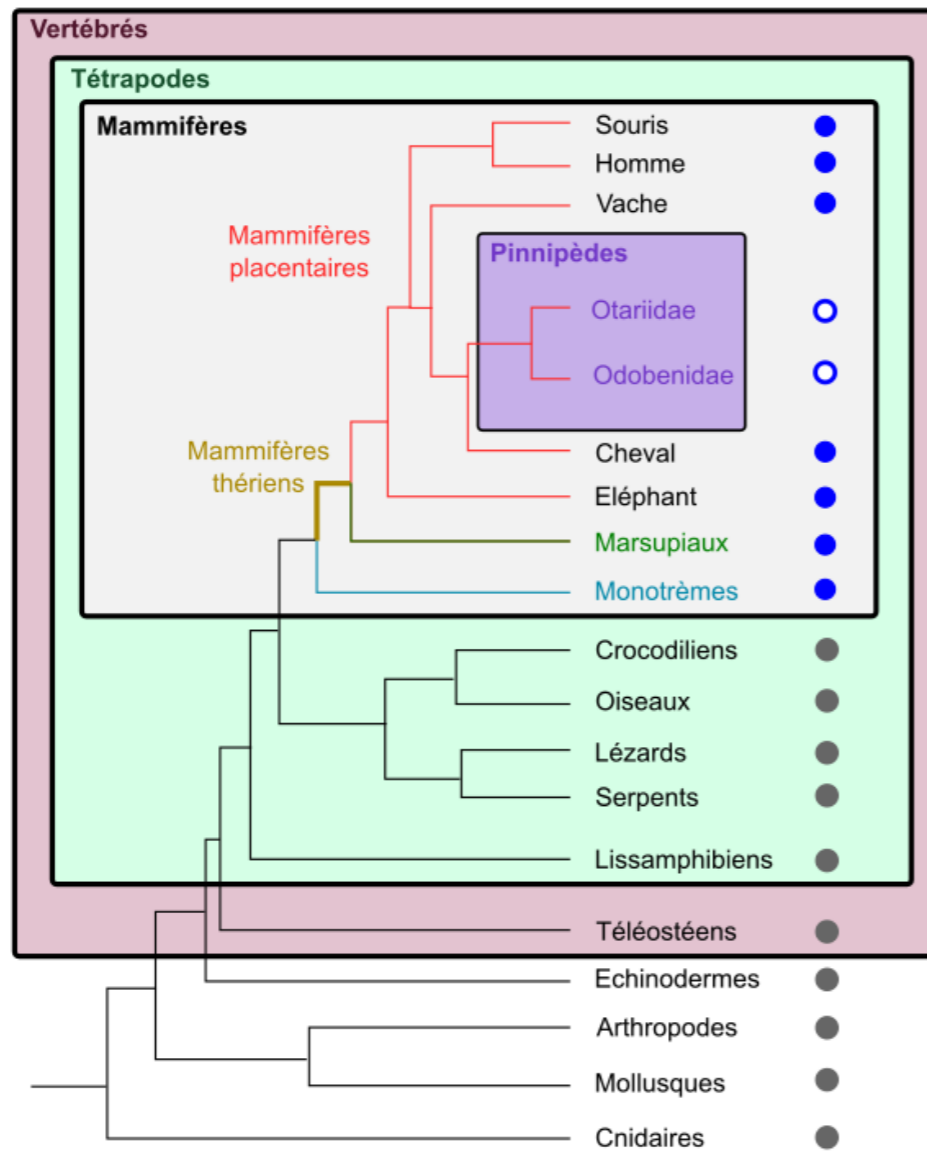 Vertébrés
Tétrapodes
Mammifères
Souris
Homme
Vache
Mammifères
placentaires
Pinnipèdes
Otariidae
Odobenidae
Mammifères
thériens
Cheval
Eléphant
Marsupiaux
Monotrèmes
Crocodiliens
Oiseaux
Lézards
Serpents
Lissamphibiens
Téléostéens
Echinodermes
Arthropodes
Mollusques
Cnidaires